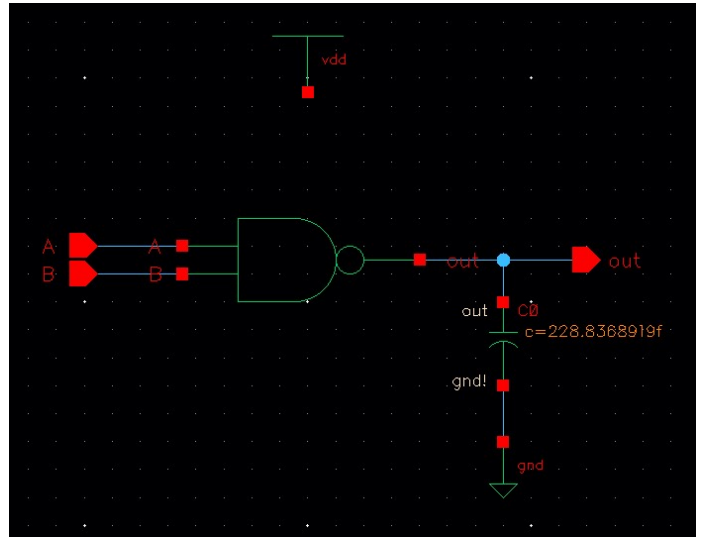 vdd
A A
B B
out out
out C0
c=228.8368919f
gnd!
gnd